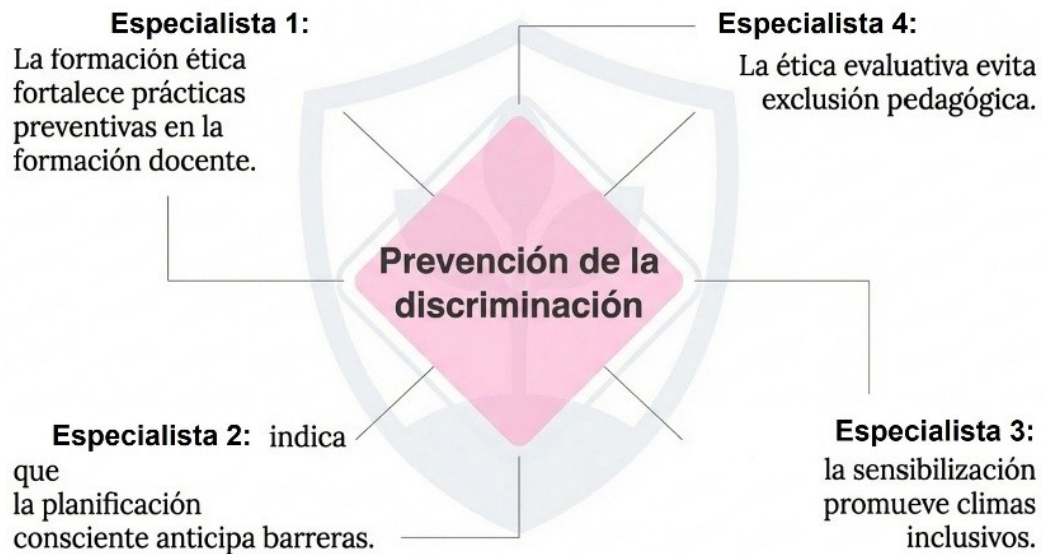 Especialista 1:
La formación ética
fortalece prácticas
preventivas en la
formación docente.
Especialista 4:
La ética evaluativa evita
exclusión pedagógica.
Prevención de la
discriminación
Especialista 2: indica
que
la planificación
consciente anticipa barreras.
Especialista 3:
la sensibilización
promueve climas
inclusivos.